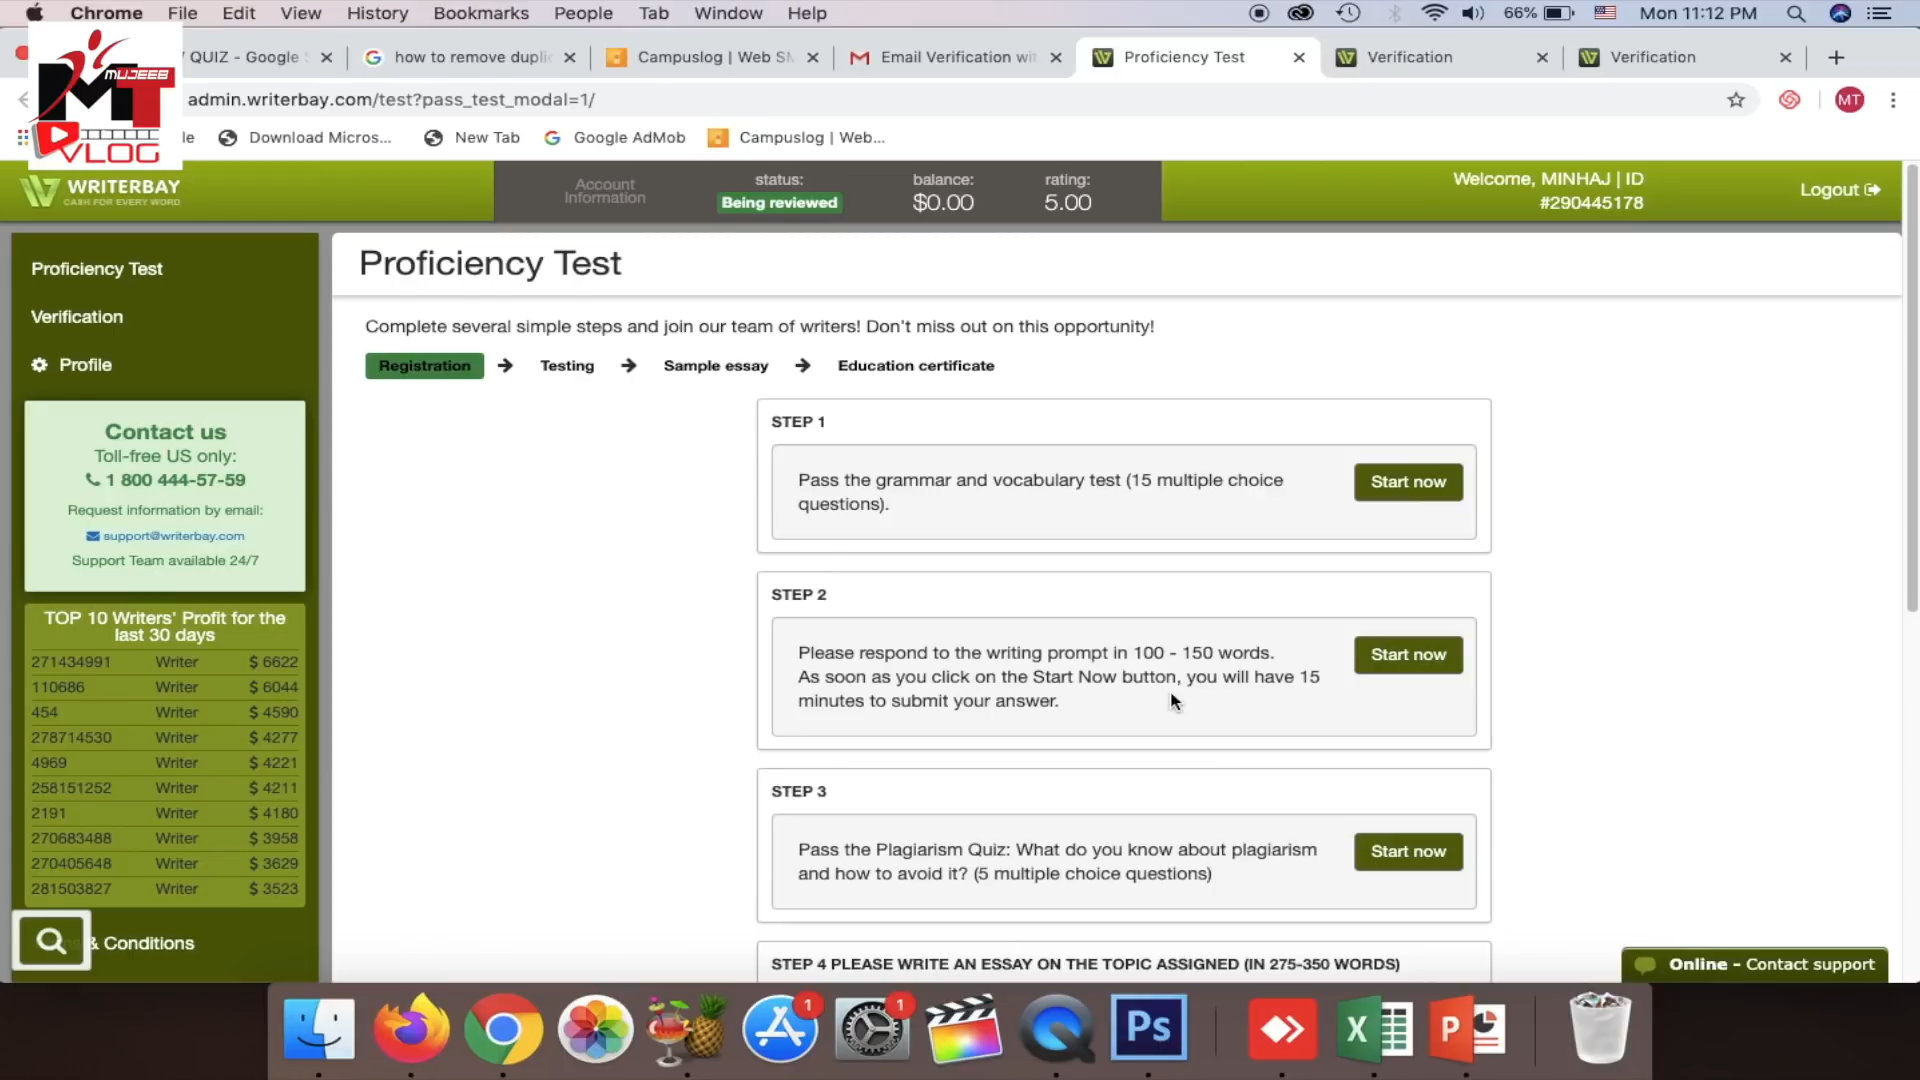 Chrome File Edit View History Bookmarks People Tab Window Help 66% Mon 11:12 PM
QUIZ - Google how to remove dupli Campuslog | Web SM Email Verification wit Proficiency Test Verification Verification
MUJEEB
MT
VLOG
admin.writerbay.com/test?pass_test_modal=1/ MT
le Download Micros... New Tab Google AdMob Campuslog | Web...
WRITERBAY
CASH FOR EVERY WORD
Account Information
status:
Being reviewed
balance:
$0.00
rating:
5.00
Welcome, MINHAJ | ID
#290445178
Logout
Proficiency Test
Verification
Profile
Contact us
Toll-free US only:
1 800 444-57-59
Request information by email:
support@writerbay.com
Support Team available 24/7
TOP 10 Writers' Profit for the
last 30 days
271434991 Writer $ 6622
110686 Writer $ 6044
454 Writer $ 4590
278714530 Writer $ 4277
4969 Writer $ 4221
258151252 Writer $ 4211
2191 Writer $ 4180
270683488 Writer $ 3958
270405648 Writer $ 3629
281503827 Writer $ 3523
& Conditions
Proficiency Test
Complete several simple steps and join our team of writers! Don't miss out on this opportunity!
Registration Testing Sample essay Education certificate
STEP 1
Pass the grammar and vocabulary test (15 multiple choice
questions).
Start now
STEP 2
Please respond to the writing prompt in 100 - 150 words.
As soon as you click on the Start Now button, you will have 15
minutes to submit your answer.
Start now
STEP 3
Pass the Plagiarism Quiz: What do you know about plagiarism
and how to avoid it? (5 multiple choice questions)
Start now
STEP 4 PLEASE WRITE AN ESSAY ON THE TOPIC ASSIGNED (IN 275-350 WORDS)
Online - Contact support
1 1 Ps X P